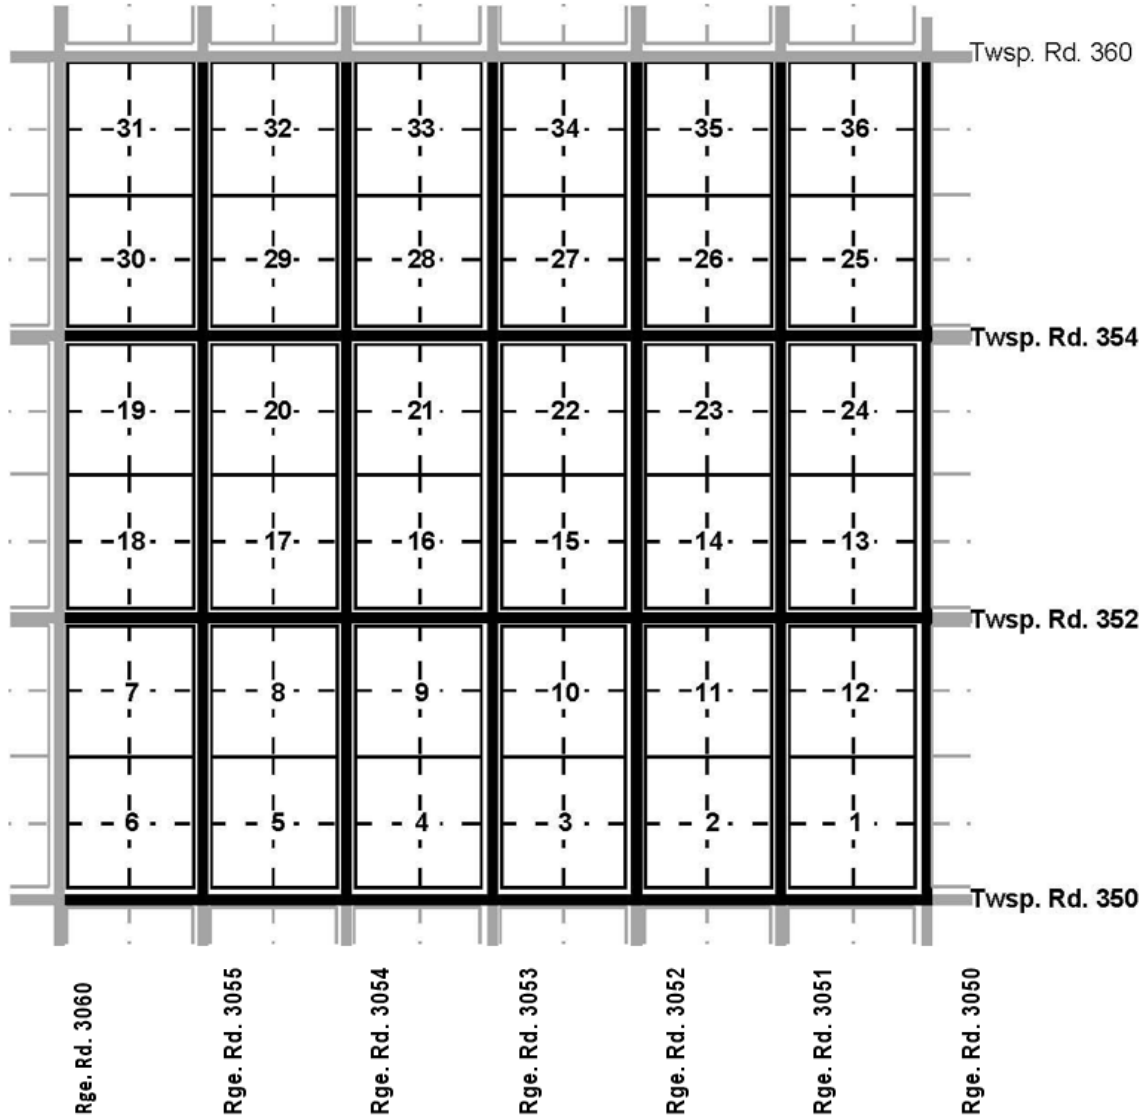 Twsp. Rd. 360
31 32 33 34 35 36
30 29 28 27 26 25
Twsp. Rd. 354
19 20 21 22 23 24
18 17 16 15 14 13
Twsp. Rd. 352
7 8 9 10 11 12
6 5 4 3 2 1
Twsp. Rd. 350
Rge. Rd. 3060
Rge. Rd. 3055
Rge. Rd. 3054
Rge. Rd. 3053
Rge. Rd. 3052
Rge. Rd. 3051
Rge. Rd. 3050